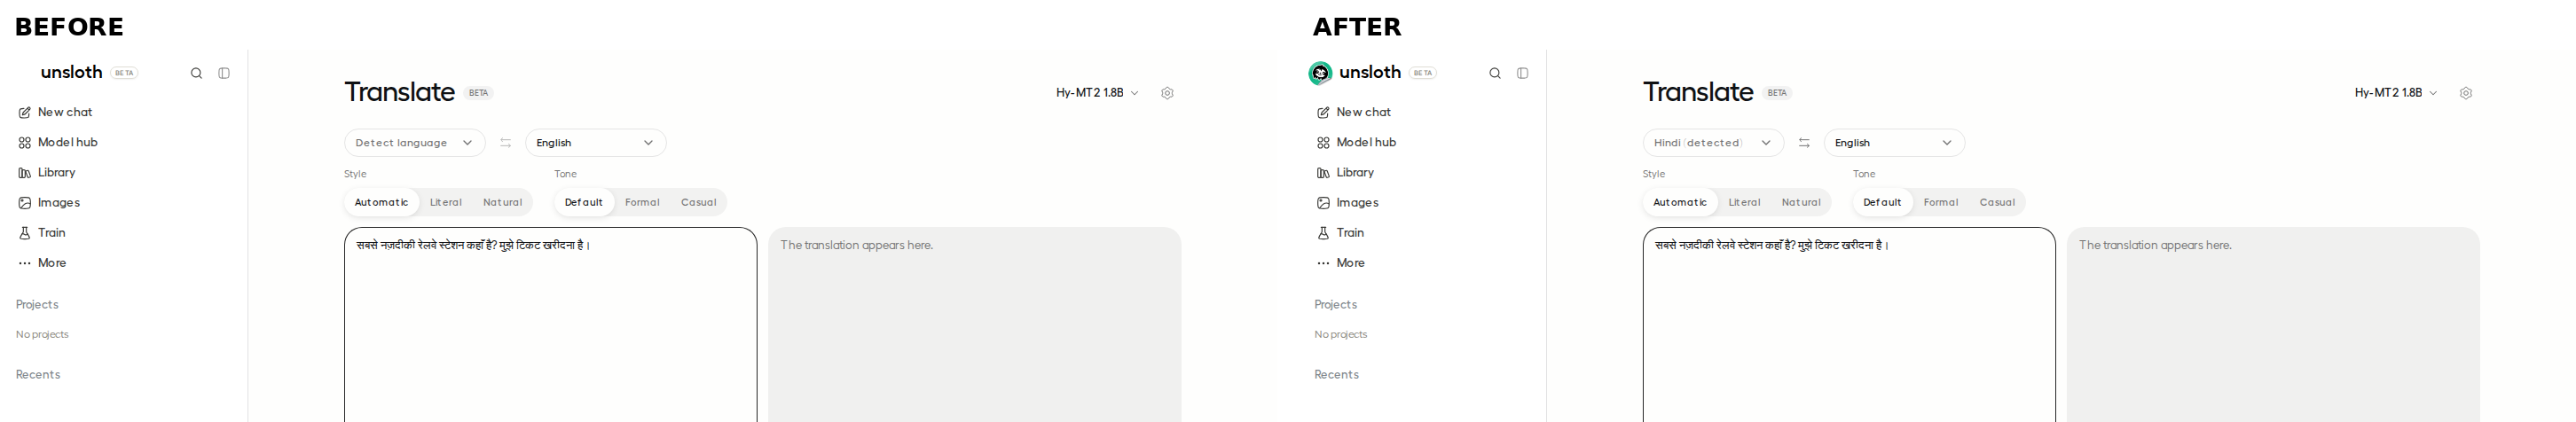 BEFORE
unsloth BETA
New chat
Model hub
Library
Images
Train
More
Projects
No projects
Recents
Translate BETA
Hy-MT2 1.8B
Detect language
English
Style
Tone
Automatic Literal Natural
Default Formal Casual
सबसे नज़दीकी रेलवे स्टेशन कहाँ है? मुझे टिकट खरीदना है।
The translation appears here.
AFTER
unsloth BETA
New chat
Model hub
Library
Images
Train
More
Projects
No projects
Recents
Translate BETA
Hy-MT2 1.8B
Hindi (detected)
English
Style
Tone
Automatic Literal Natural
Default Formal Casual
सबसे नज़दीकी रेलवे स्टेशन कहाँ है? मुझे टिकट खरीदना है।
The translation appears here.